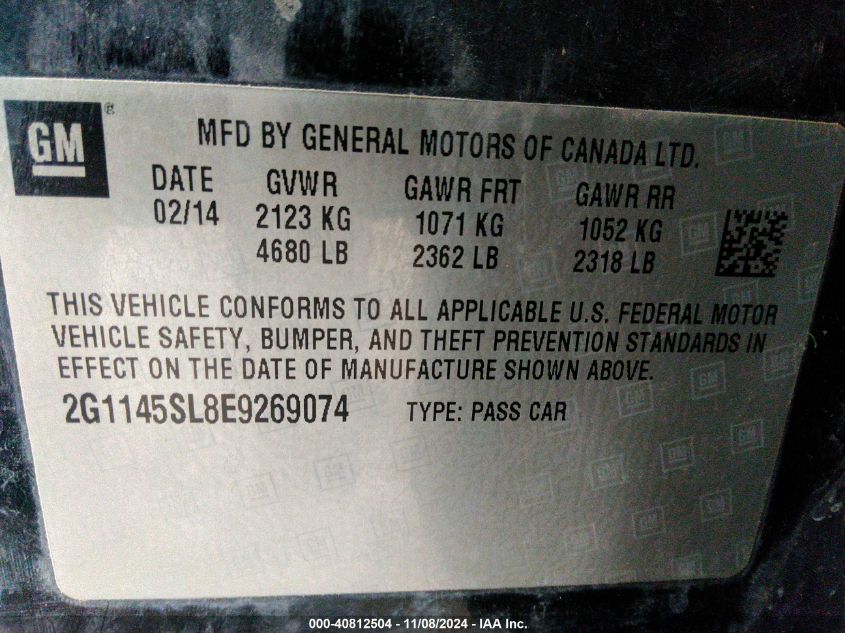 GM ®
MFD BY GENERAL MOTORS OF CANADA LTD.
DATE GVWR GAWR FRT GAWR RR
02/14 2123 KG 1071 KG 1052 KG
4680 LB 2362 LB 2318 LB
THIS VEHICLE CONFORMS TO ALL APPLICABLE U.S. FEDERAL MOTOR
VEHICLE SAFETY, BUMPER, AND THEFT PREVENTION STANDARDS IN
EFFECT ON THE DATE OF MANUFACTURE SHOWN ABOVE.
2G1145SL8E9269074 TYPE: PASS CAR
000-40812504 - 11/08/2024 - IAA Inc.